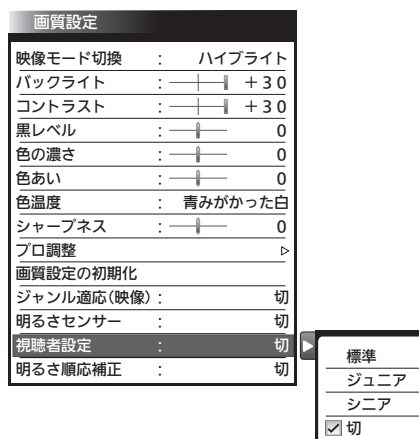 画質設定
映像モード切換 : ハイブライト
バックライト : +30
コントラスト : +30
黒レベル : 0
色の濃さ : 0
色あい : 0
色温度 : 青みがかった白
シャープネス : 0
プロ調整
画質設定の初期化
ジャンル適応(映像) : 切
明るさセンサー : 切
視聴者設定 : 切
明るさ順応補正 : 切
標準
ジュニア
シニア
切